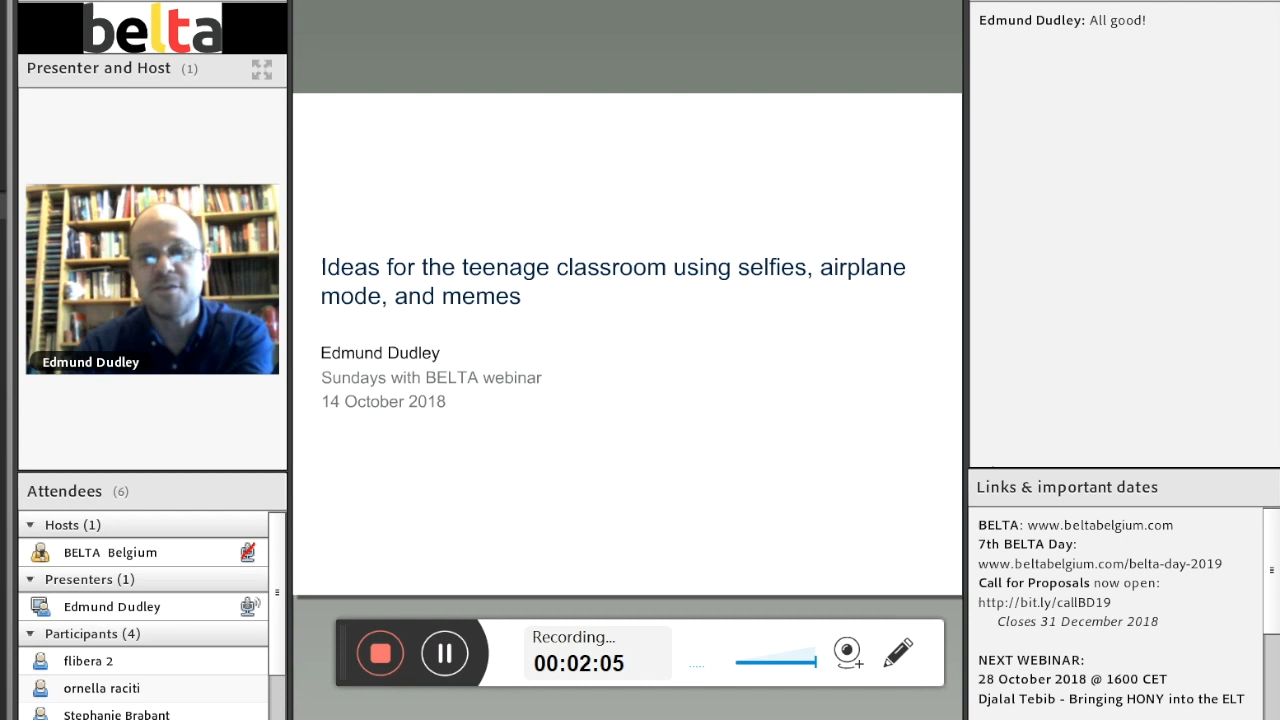 belta
Presenter and Host (1)
Edmund Dudley
Attendees (6)
Hosts (1)
BELTA Belgium
Presenters (1)
Edmund Dudley
Participants (4)
flibera 2
ornella raciti
Stephanie Brabant
Ideas for the teenage classroom using selfies, airplane
mode, and memes
Edmund Dudley
Sundays with BELTA webinar
14 October 2018
Recording...
00:02:05
Edmund Dudley: All good!
Links & important dates
BELTA: www.beltabelgium.com
7th BELTA Day:
www.beltabelgium.com/belta-day-2019
Call for Proposals now open:
http://bit.ly/callBD19
Closes 31 December 2018
NEXT WEBINAR:
28 October 2018 @ 1600 CET
Djalal Tebib - Bringing HONY into the ELT